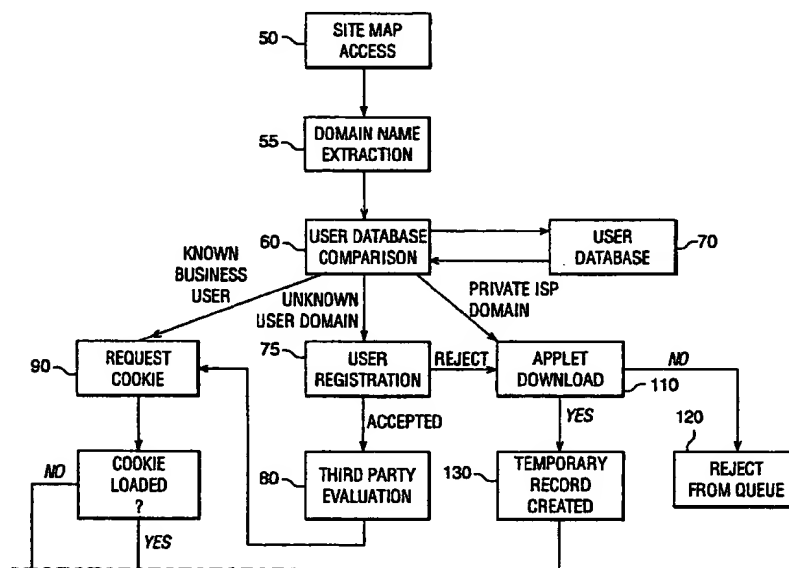 50
SITE MAP
ACCESS
55
DOMAIN NAME
EXTRACTION
60
USER DATABASE
COMPARISON
USER
DATABASE
70
KNOWN
BUSINESS
USER
UNKNOWN
USER DOMAIN
PRIVATE ISP
DOMAIN
90
REQUEST
COOKIE
75
USER
REGISTRATION
REJECT
APPLET
DOWNLOAD
110
NO
ACCEPTED
YES
120
NO
COOKIE
LOADED
?
80
THIRD PARTY
EVALUATION
130
TEMPORARY
RECORD
CREATED
REJECT
FROM QUEUE
YES